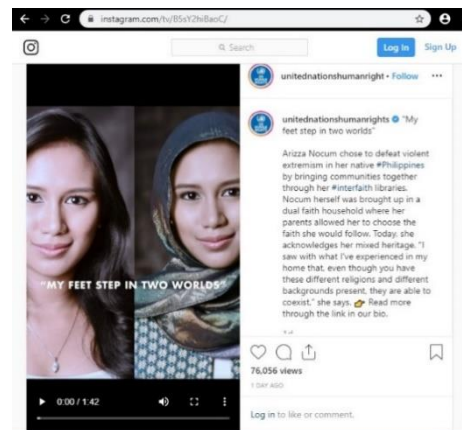 instagram.com/tv/B5sY2hiBaoC/
Search
Log In
Sign Up
unitednationshumanright • Follow
unitednationshumanrights "My
feet step in two worlds"
Arizza Nocum chose to defeat violent
extremism in her native #Philippines
by bringing communities together
through her #interfaith libraries.
Nocum herself was brought up in a
dual faith household where her
parents allowed her to choose the
faith she would follow. Today, she
acknowledges her mixed heritage. "I
saw with what I've experienced in my
home that, even though you have
these different religions and different
backgrounds present, they are able to
coexist," she says. 👉 Read more
through the link in our bio.
"MY FEET STEP IN TWO WORLDS"
76,056 views
1 DAY AGO
0:00 / 1:42
Log in to like or comment.